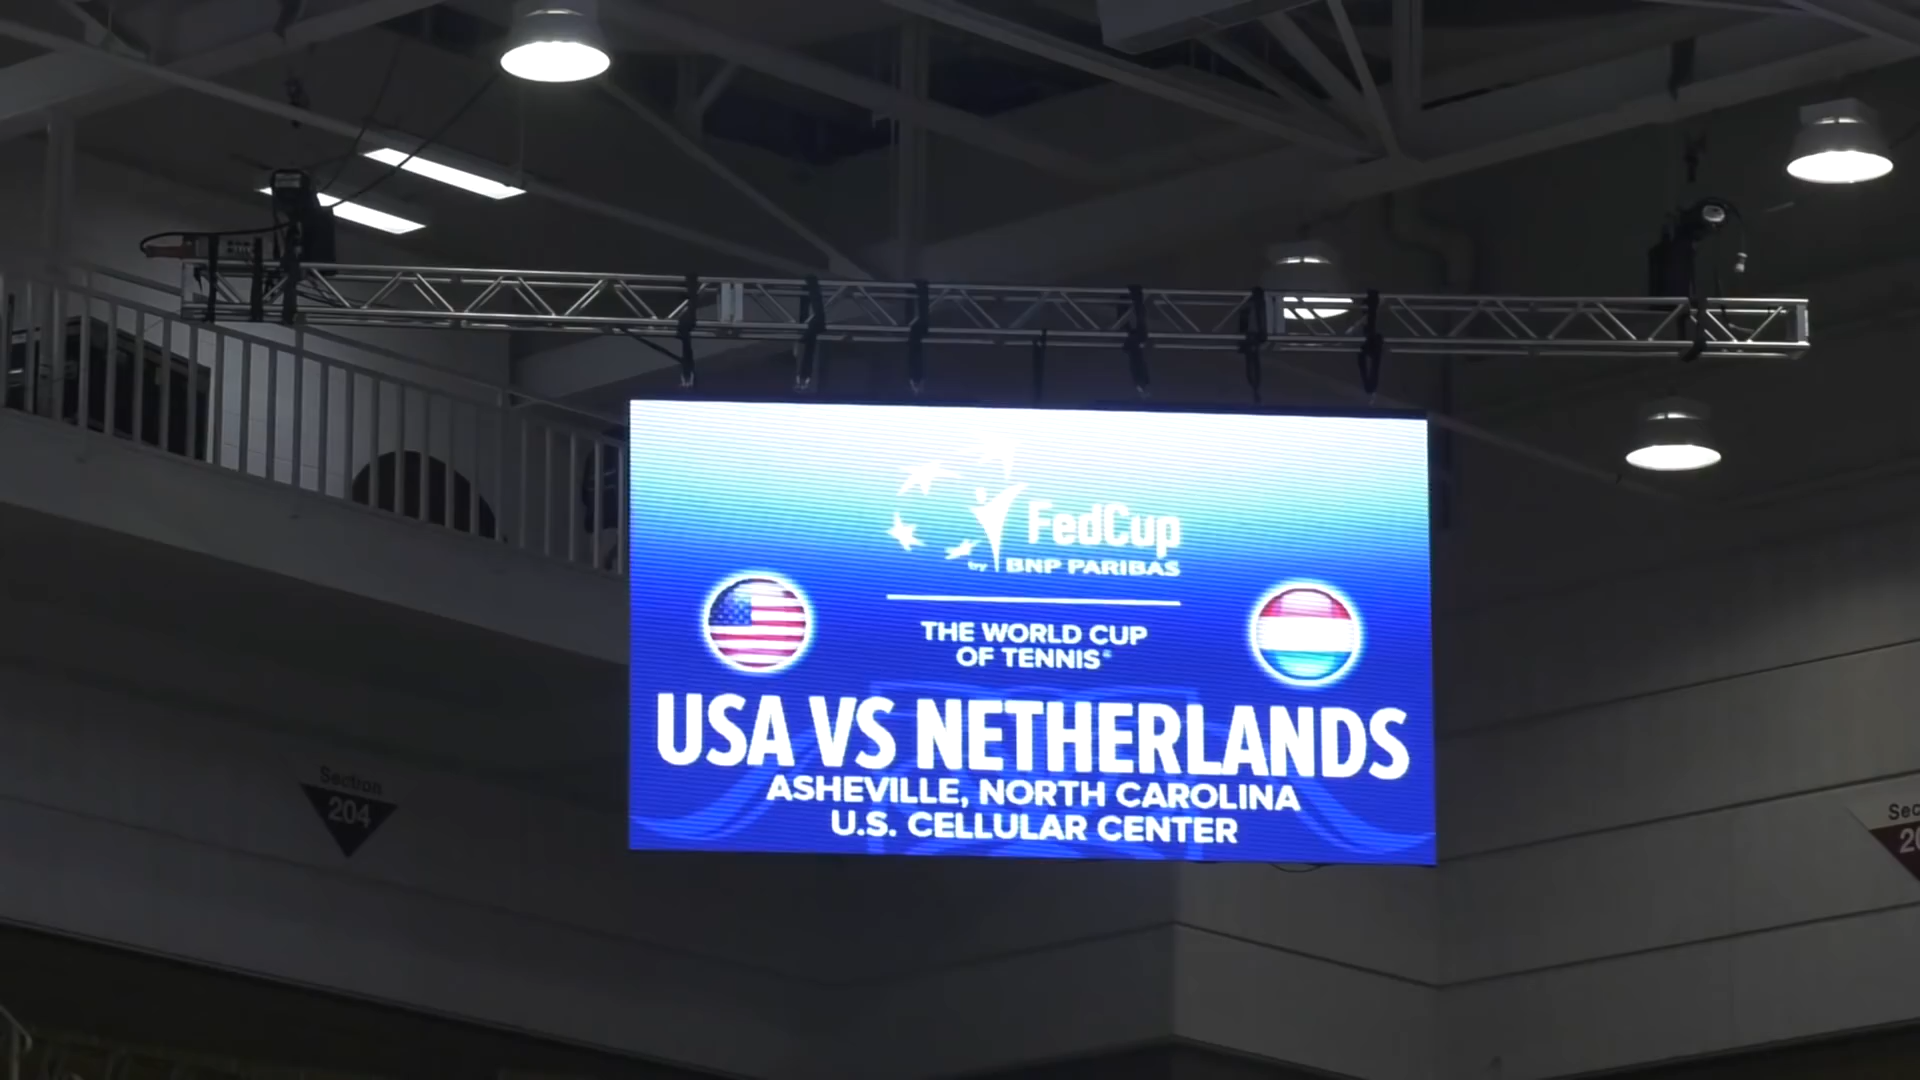 FedCup
by BNP PARIBAS
THE WORLD CUP
OF TENNIS®
USA VS NETHERLANDS
ASHEVILLE, NORTH CAROLINA
U.S. CELLULAR CENTER
Section
204